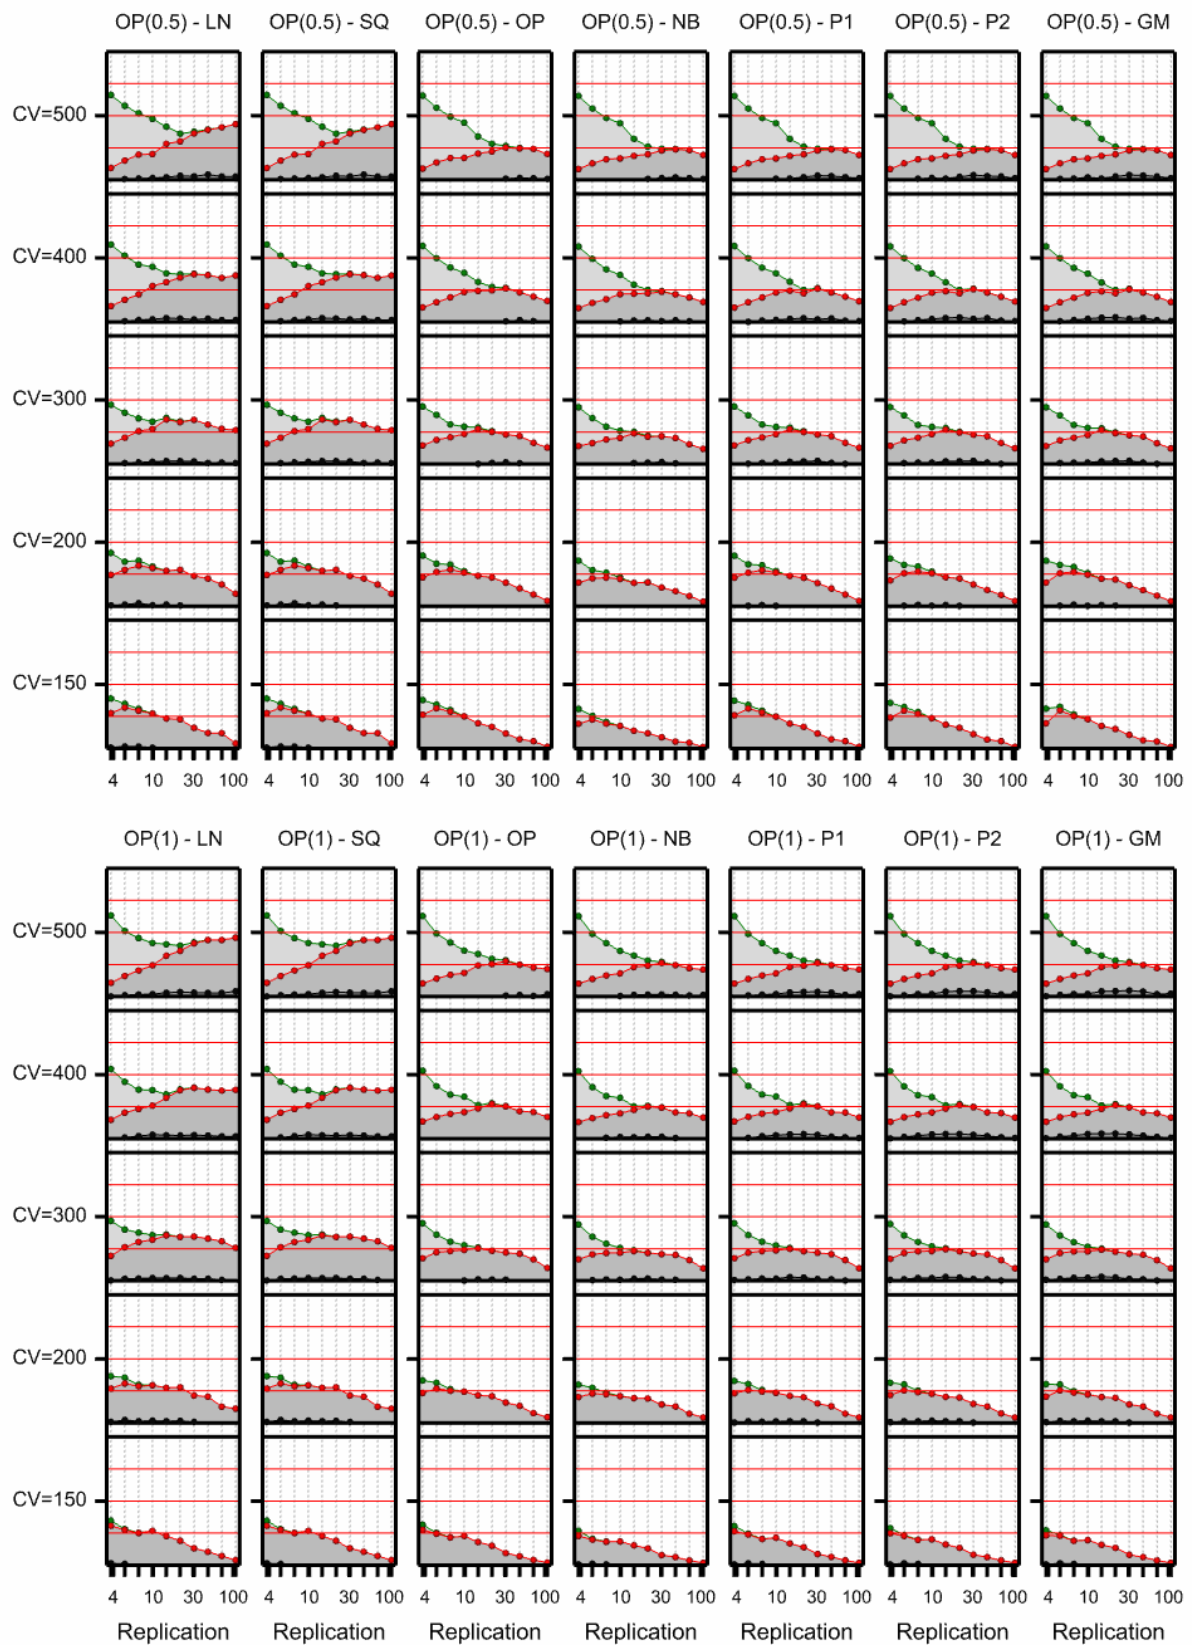 OP(0.5) - LN OP(0.5) - SQ OP(0.5) - OP OP(0.5) - NB OP(0.5) - P1 OP(0.5) - P2 OP(0.5) - GM
CV=500
CV=400
CV=300
CV=200
CV=150
4 10 30 100 4 10 30 100 4 10 30 100 4 10 30 100 4 10 30 100 4 10 30 100 4 10 30 100
OP(1) - LN OP(1) - SQ OP(1) - OP OP(1) - NB OP(1) - P1 OP(1) - P2 OP(1) - GM
CV=500
CV=400
CV=300
CV=200
CV=150
4 10 30 100 4 10 30 100 4 10 30 100 4 10 30 100 4 10 30 100 4 10 30 100 4 10 30 100
Replication Replication Replication Replication Replication Replication Replication